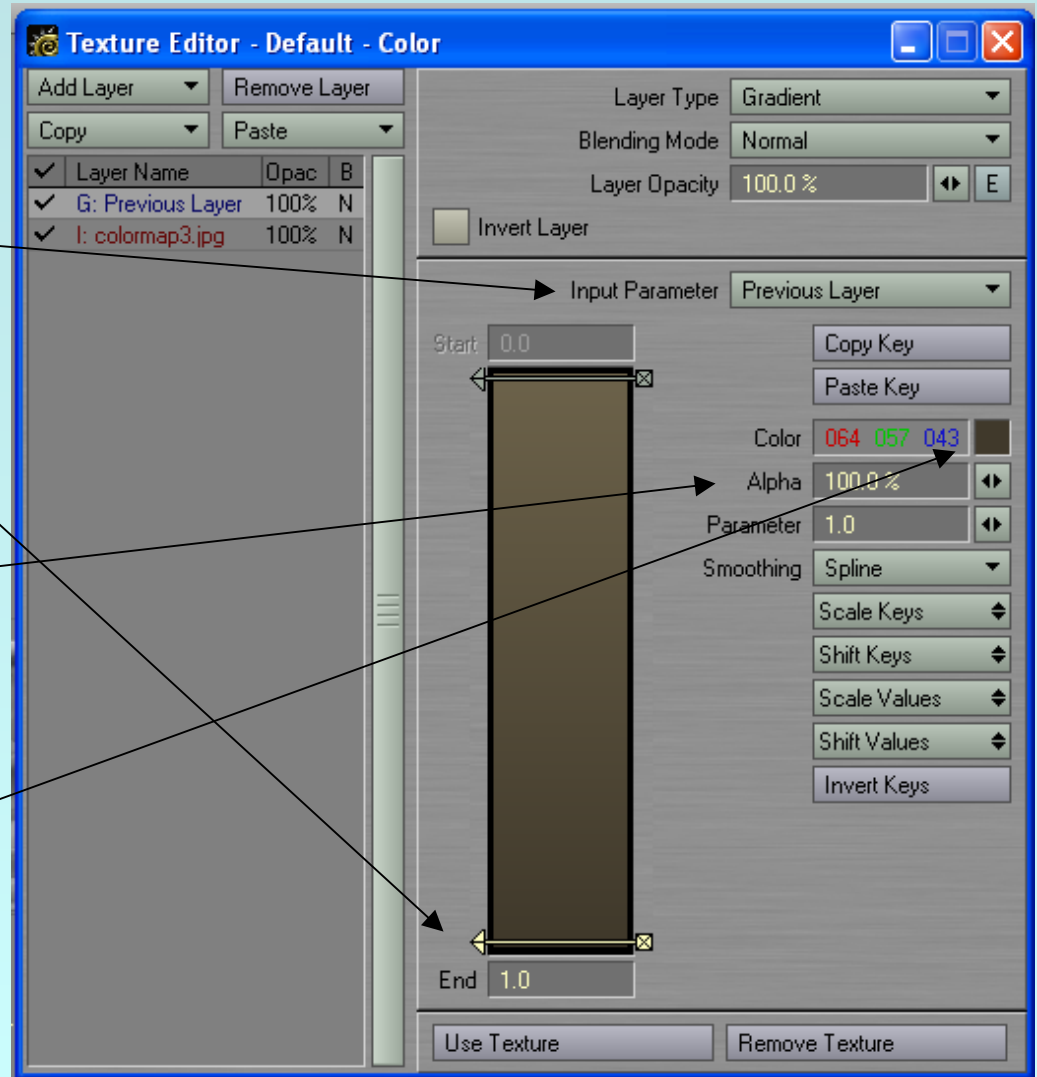 Texture Editor - Default - Color
Add Layer Remove Layer
Copy Paste
Layer Name Opac B
G: Previous Layer 100% N
I: colormap3.jpg 100% N
Layer Type Gradient
Blending Mode Normal
Layer Opacity 100.0 % E
Invert Layer
Input Parameter Previous Layer
Start 0.0
Copy Key
Paste Key
Color 064 057 043
Alpha 100.0 %
Parameter 1.0
Smoothing Spline
Scale Keys
Shift Keys
Scale Values
Shift Values
Invert Keys
End 1.0
Use Texture Remove Texture